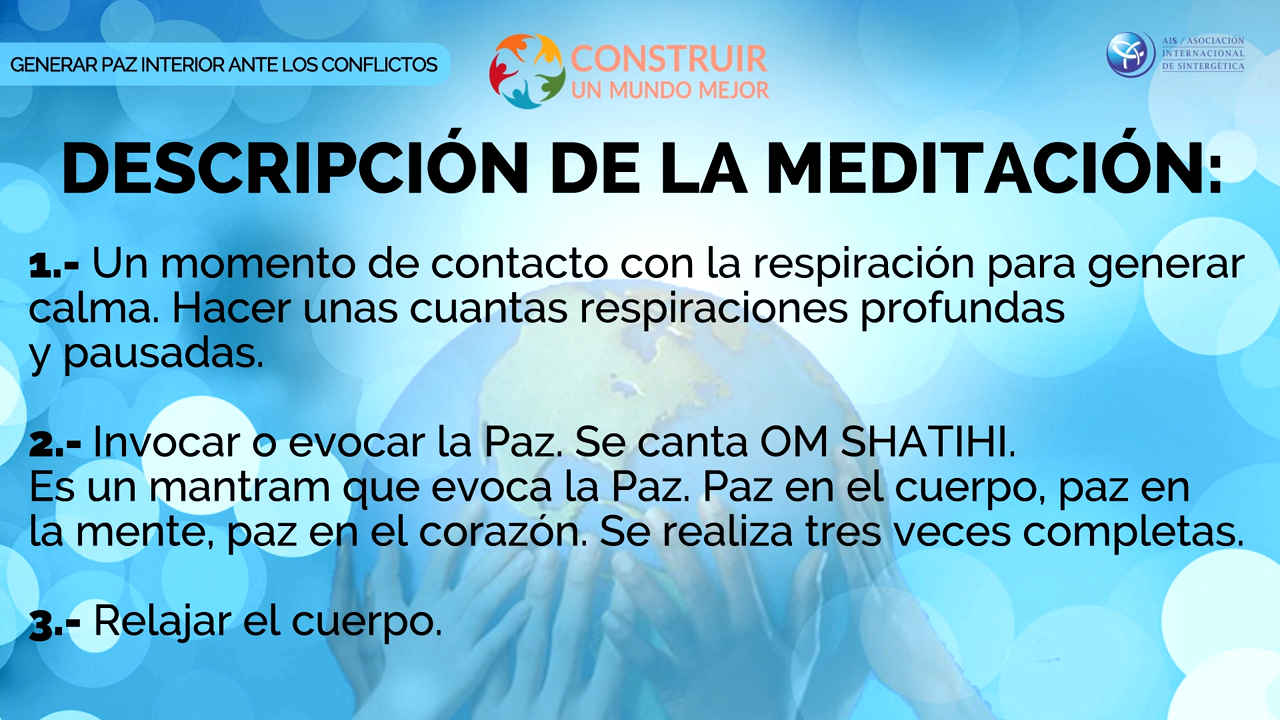 GENERAR PAZ INTERIOR ANTE LOS CONFLICTOS
CONSTRUIR
UN MUNDO MEJOR
AIS / ASOCIACIÓN
INTERNACIONAL
DE SINTERGÉTICA
DESCRIPCIÓN DE LA MEDITACIÓN:
1.- Un momento de contacto con la respiración para generar
calma. Hacer unas cuantas respiraciones profundas
y pausadas.
2.- Invocar o evocar la Paz. Se canta OM SHATIHI.
Es un mantram que evoca la Paz. Paz en el cuerpo, paz en
la mente, paz en el corazón. Se realiza tres veces completas.
3.- Relajar el cuerpo.